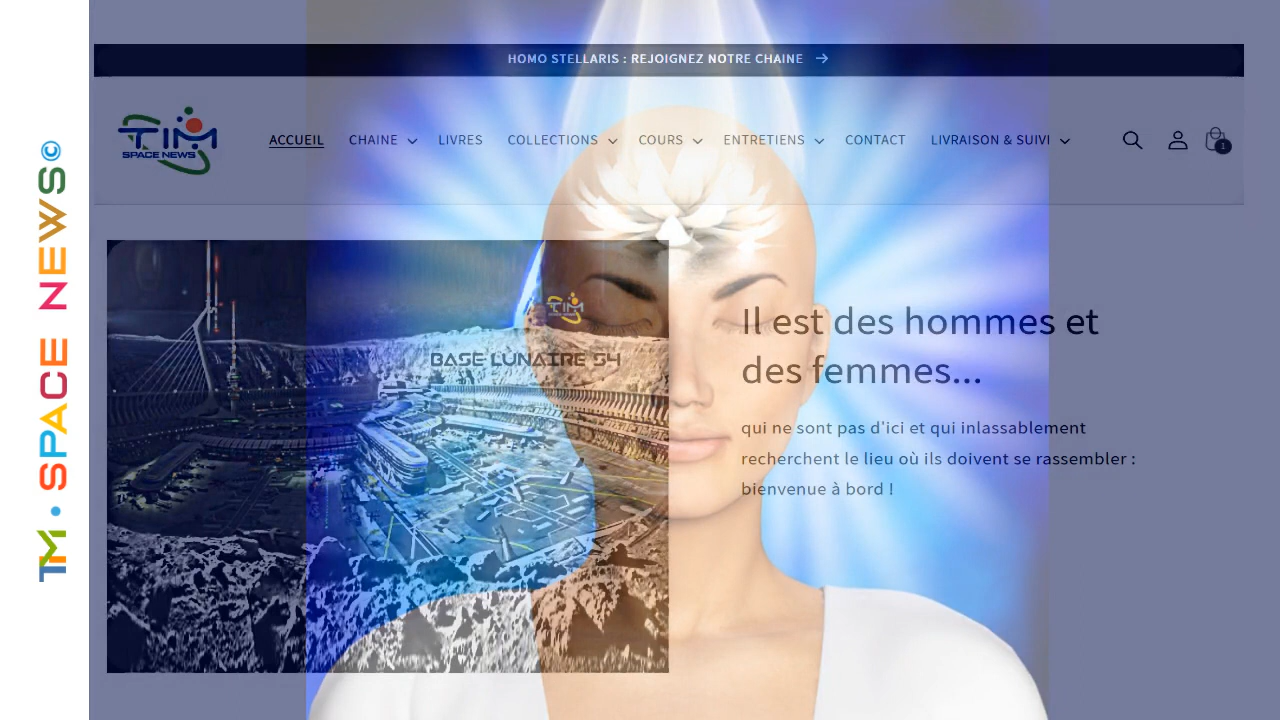 TIM • SPACE NEWS©
HOMO STELLARIS : REJOIGNEZ NOTRE CHAINE →
TIM
SPACE NEWS
ACCUEIL CHAINE LIVRES COLLECTIONS COURS ENTRETIENS CONTACT LIVRAISON & SUIVI
1
TIM
BASE LUNAIRE S4
Il est des hommes et
des femmes...
qui ne sont pas d'ici et qui inlassablement
recherchent le lieu où ils doivent se rassembler :
bienvenue à bord !